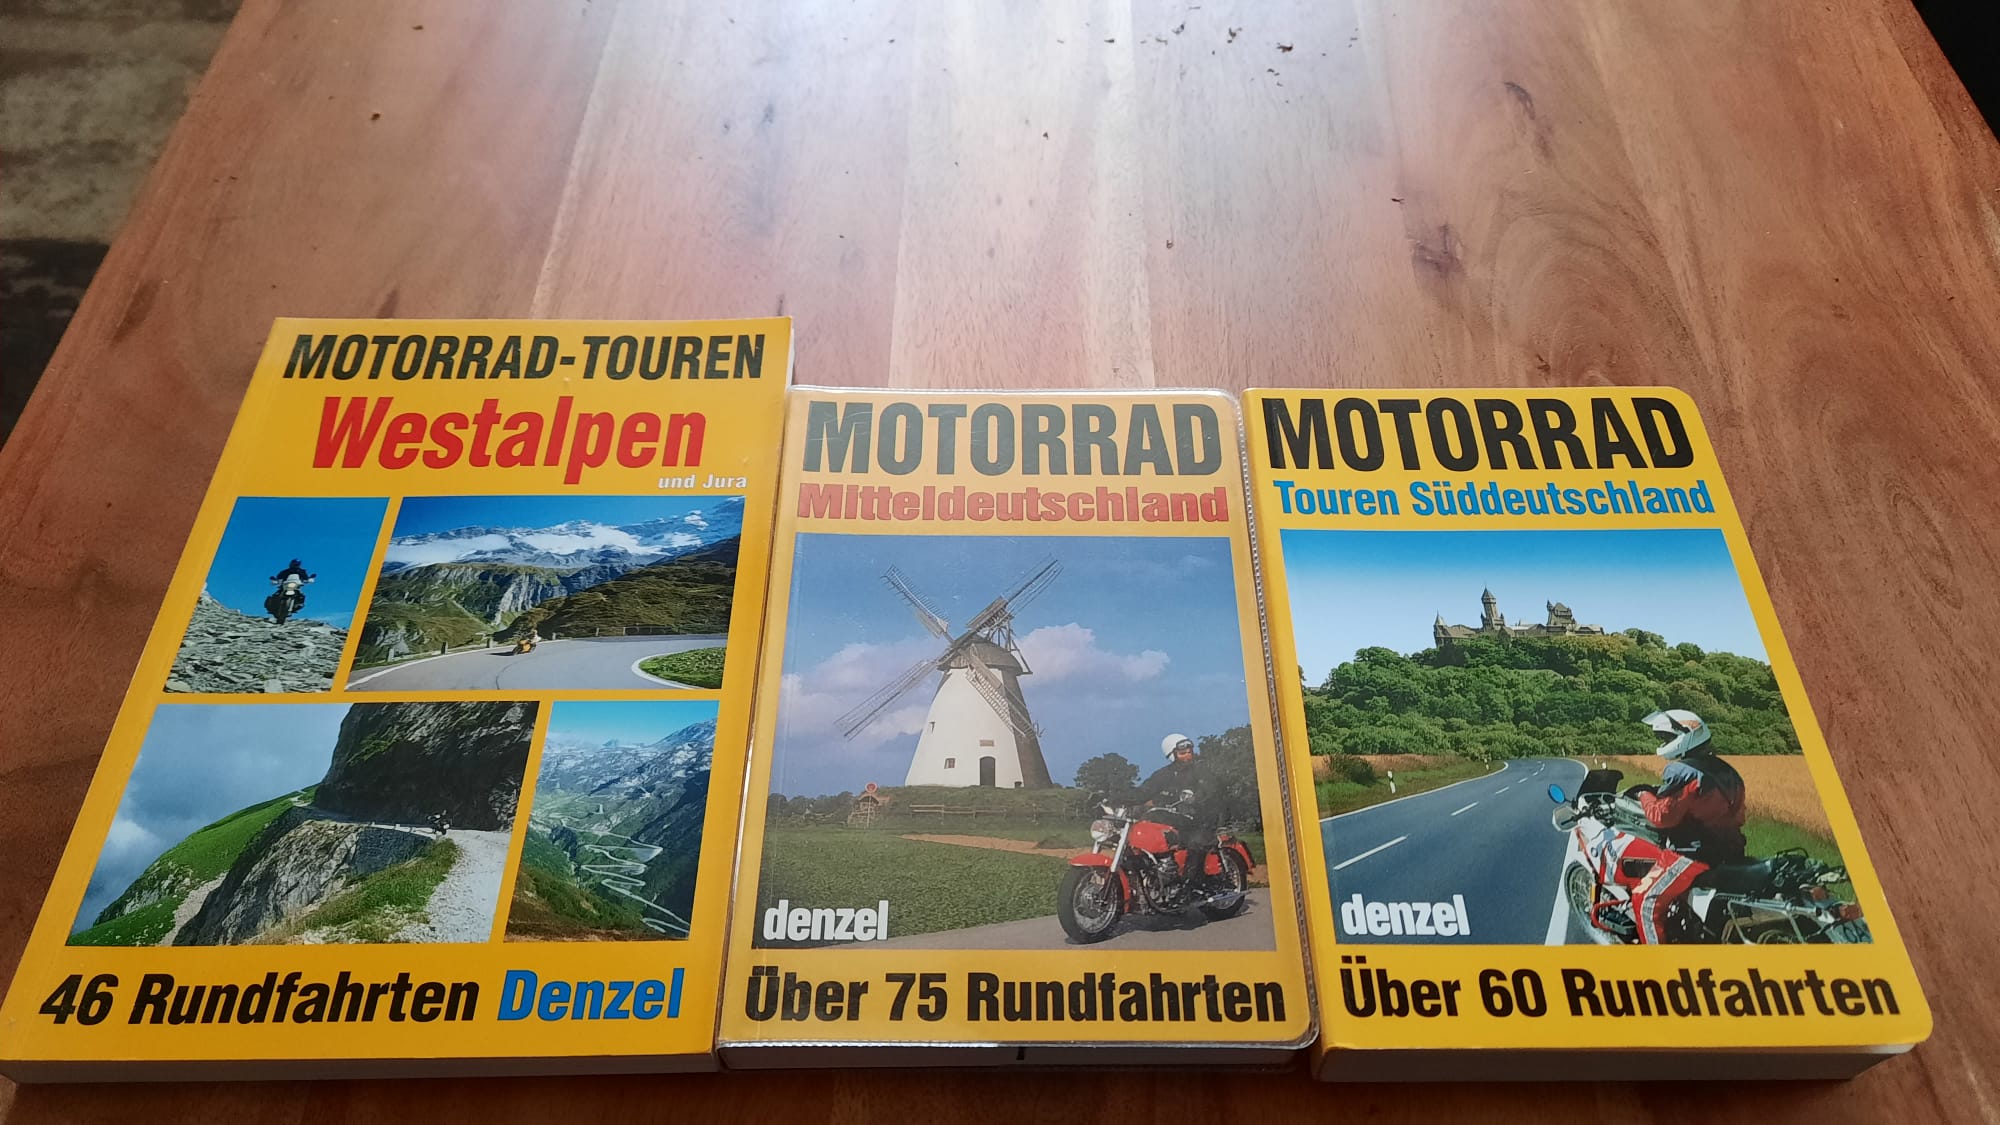 MOTORRAD-TOUREN
Westalpen
und Jura
46 Rundfahrten Denzel
MOTORRAD
Mitteldeutschland
denzel
Über 75 Rundfahrten
MOTORRAD
Touren Süddeutschland
denzel
Über 60 Rundfahrten